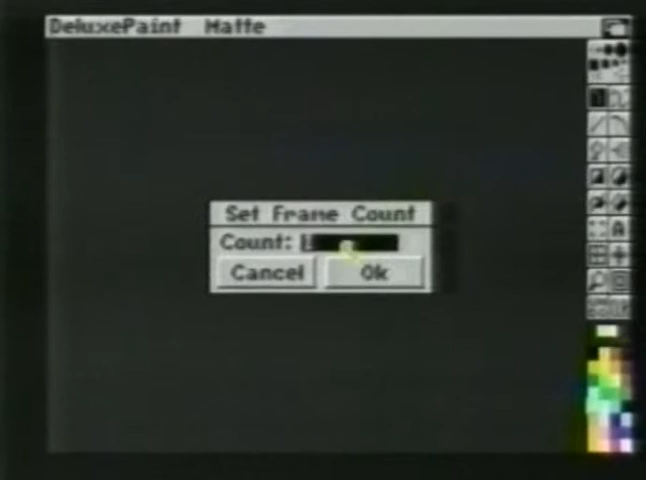 DeluxePaint Matte
Set Frame Count
Count:
Cancel Ok
A